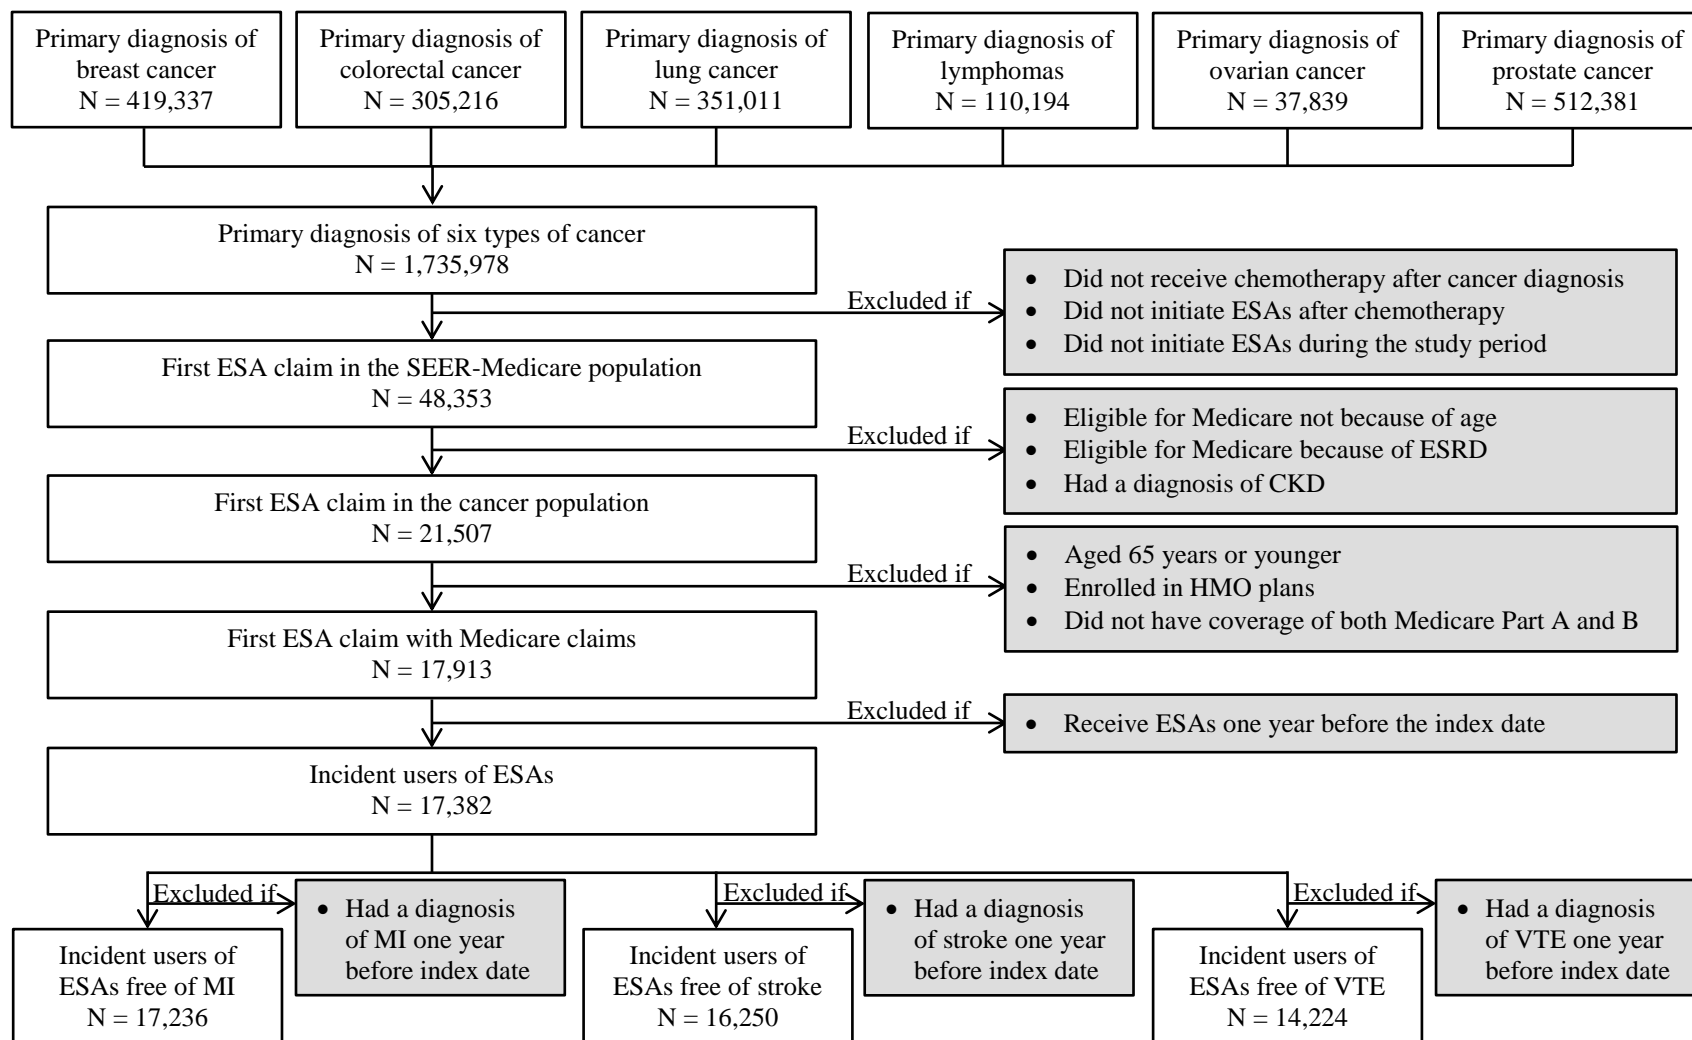 Primary diagnosis of
breast cancer
N = 419,337
Primary diagnosis of
colorectal cancer
N = 305,216
Primary diagnosis of
lung cancer
N = 351,011
Primary diagnosis of
lymphomas
N = 110,194
Primary diagnosis of
ovarian cancer
N = 37,839
Primary diagnosis of
prostate cancer
N = 512,381
Primary diagnosis of six types of cancer
N = 1,735,978
Excluded if
• Did not receive chemotherapy after cancer diagnosis
• Did not initiate ESAs after chemotherapy
• Did not initiate ESAs during the study period
First ESA claim in the SEER-Medicare population
N = 48,353
Excluded if
• Eligible for Medicare not because of age
• Eligible for Medicare because of ESRD
• Had a diagnosis of CKD
First ESA claim in the cancer population
N = 21,507
Excluded if
• Aged 65 years or younger
• Enrolled in HMO plans
• Did not have coverage of both Medicare Part A and B
First ESA claim with Medicare claims
N = 17,913
Excluded if
• Receive ESAs one year before the index date
Incident users of ESAs
N = 17,382
Excluded if
• Had a diagnosis
of MI one year
before index date
Incident users of
ESAs free of MI
N = 17,236
Excluded if
• Had a diagnosis
of stroke one year
before index date
Incident users of
ESAs free of stroke
N = 16,250
Excluded if
• Had a diagnosis
of VTE one year
before index date
Incident users of
ESAs free of VTE
N = 14,224